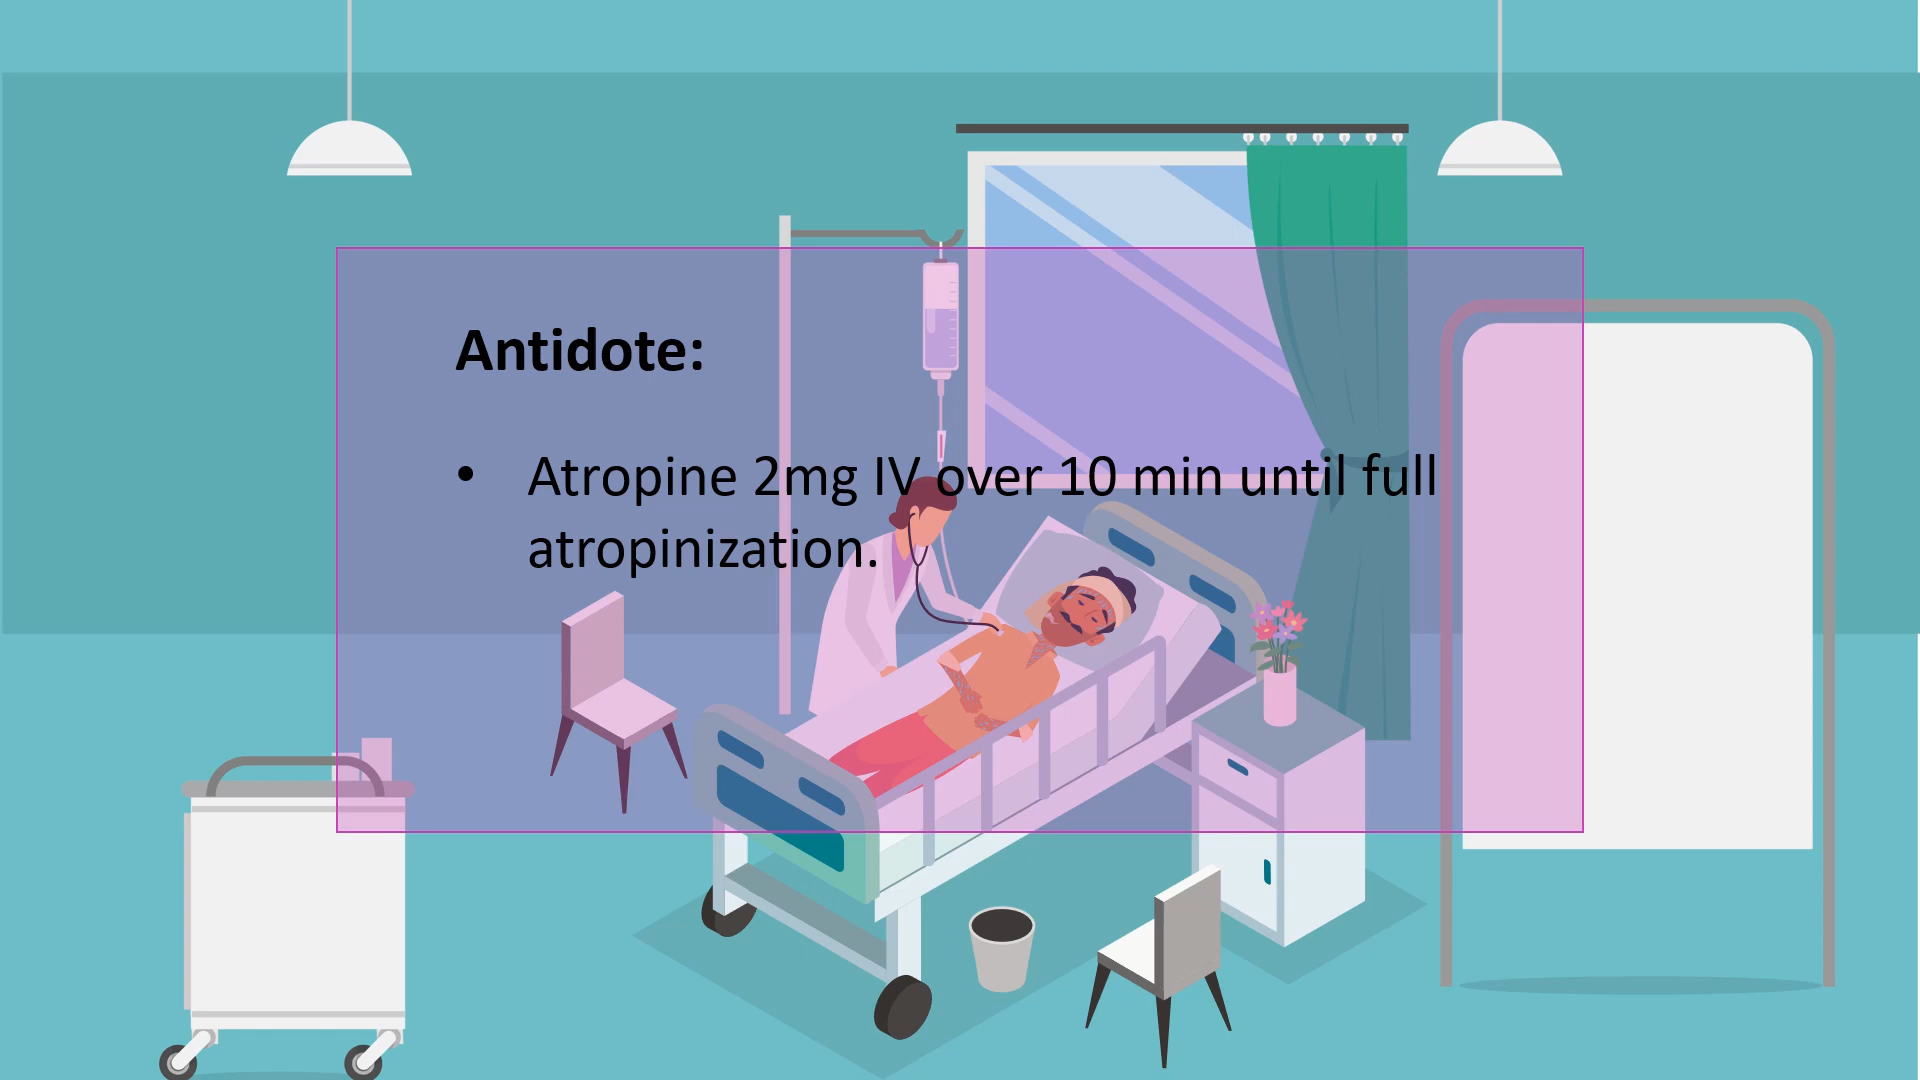 Antidote:
• Atropine 2mg IV over 10 min until full
atropinization.